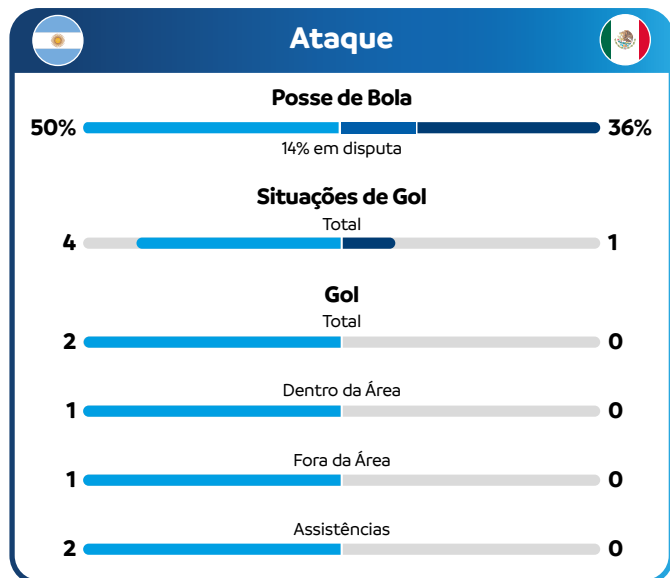 Ataque
Posse de Bola
50% 36%
14% em disputa
Situações de Gol
Total
4 1
Gol
Total
2 0
Dentro da Área
1 0
Fora da Área
1 0
Assistências
2 0